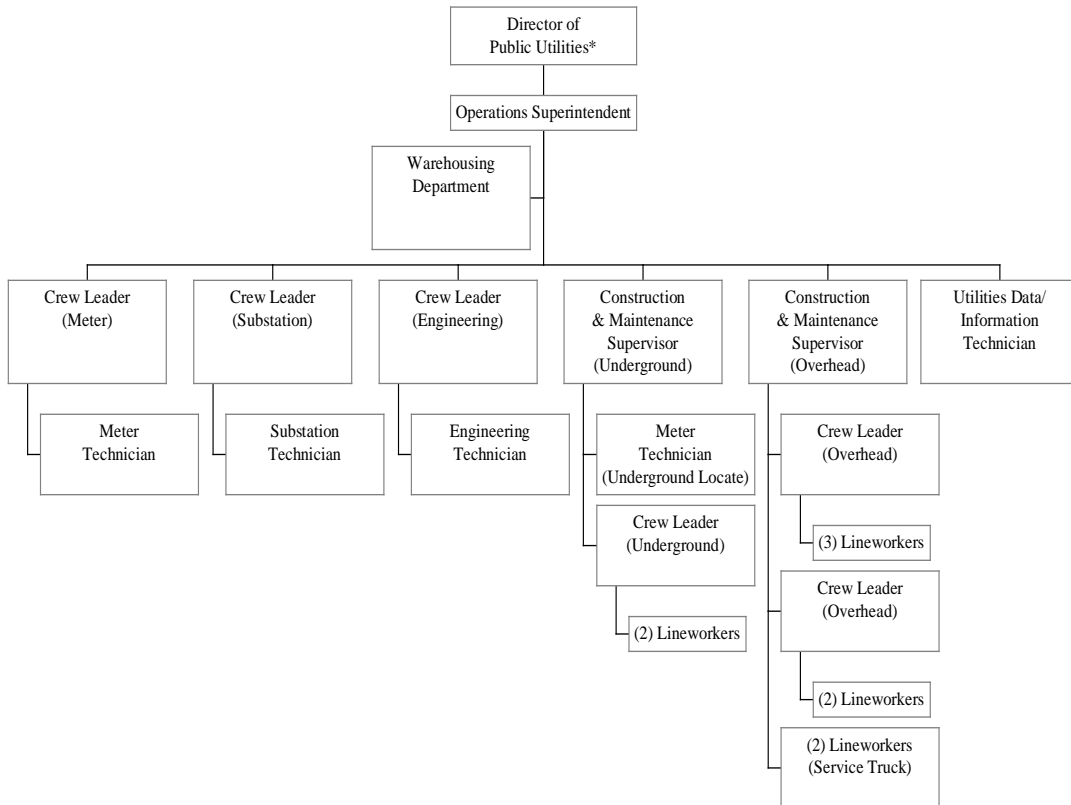 Director of
Public Utilities*
Operations Superintendent
Warehousing
Department
Crew Leader
(Meter)
Crew Leader
(Substation)
Crew Leader
(Engineering)
Construction
& Maintenance
Supervisor
(Underground)
Construction
& Maintenance
Supervisor
(Overhead)
Utilities Data/
Information
Technician
Meter
Technician
Substation
Technician
Engineering
Technician
Meter
Technician
(Underground Locate)
Crew Leader
(Underground)
(2) Lineworkers
Crew Leader
(Overhead)
(3) Lineworkers
Crew Leader
(Overhead)
(2) Lineworkers
(2) Lineworkers
(Service Truck)